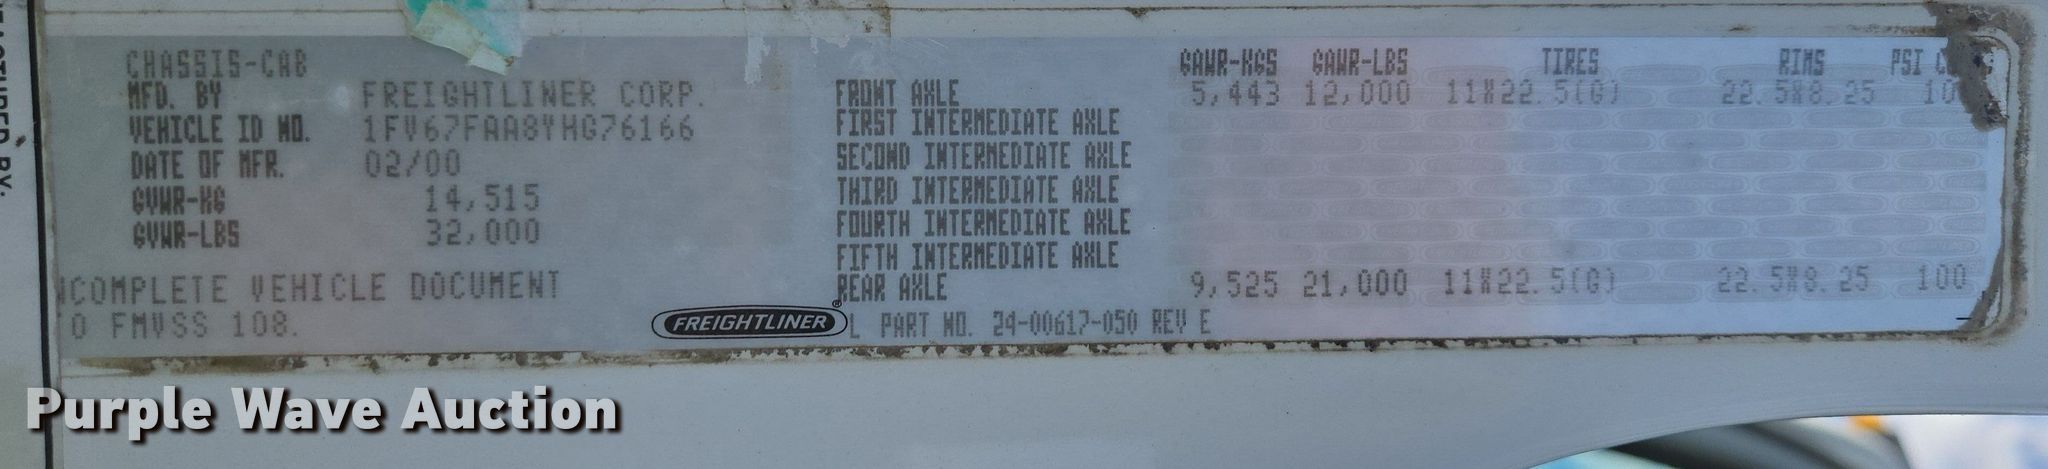 CHASSIS-CAB
MFD. BY FREIGHTLINER CORP.
VEHICLE ID NO. 1FV67FAA8YHG76166
DATE OF MFR. 02/00
GVWR-KG 14,515
GVWR-LBS 32,000
NCOMPLETE VEHICLE DOCUMENT
TO FMVSS 108.
GAWR-KGS GAWR-LBS TIRES RIMS PSI
FRONT AXLE 5,443 12,000 11X22.5(G) 22.5X8.25
FIRST INTERMEDIATE AXLE
SECOND INTERMEDIATE AXLE
THIRD INTERMEDIATE AXLE
FOURTH INTERMEDIATE AXLE
FIFTH INTERMEDIATE AXLE
REAR AXLE 9,525 21,000 11X22.5(G) 22.5X8.25 100
FREIGHTLINER®
L PART NO. 24-00617-050 REV E
Purple Wave Auction